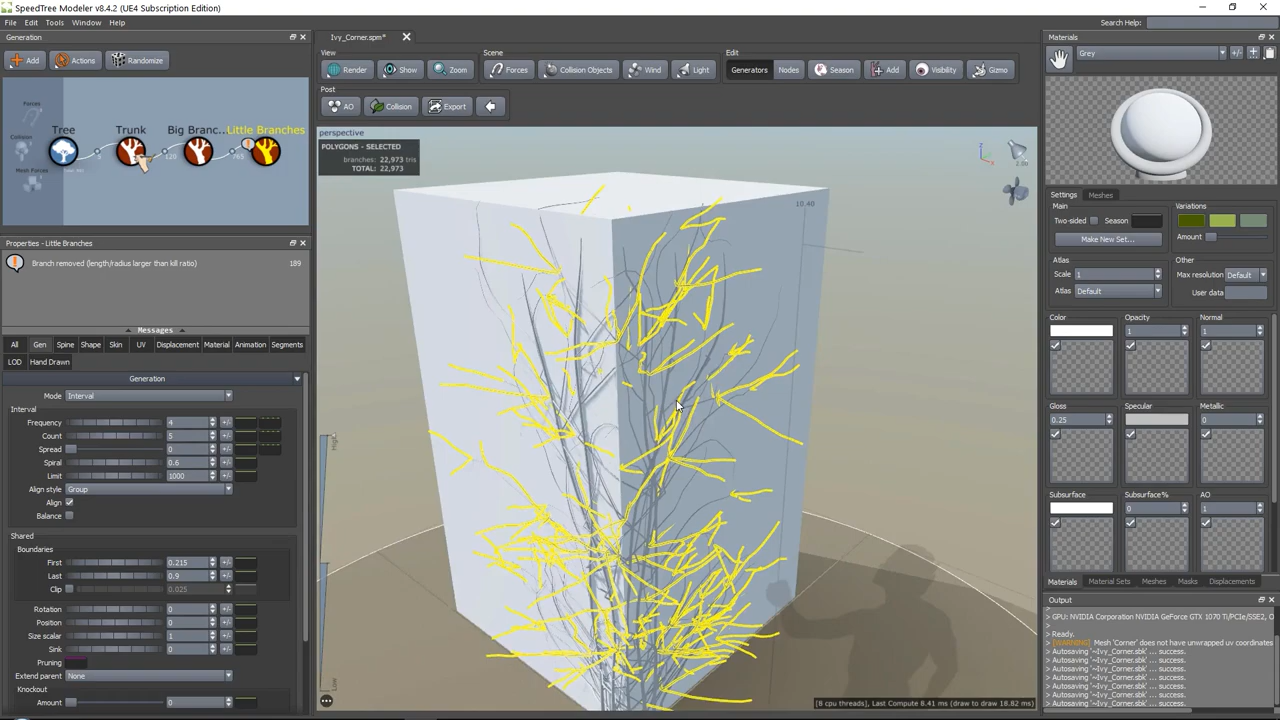 SpeedTree Modeler v8.4.2 (UE4 Subscription Edition)
File Edit Tools Window Help
Search Help:
Generation
Add Actions Randomize
Forces
Collision
Mesh Forces
Tree Trunk Big Branc... Little Branches
5 120 765
Properties - Little Branches
Branch removed (length/radius larger than kill ratio) 189
Messages
All Gen Spine Shape Skin UV Displacement Material Animation Segments
LOD Hand Drawn
Generation
Mode Interval
Interval
Frequency 4 +/-
Count 5 +/-
Spread 0 +/-
Spiral 0.6 +/-
Limit 1000 +/-
Align style Group
Align
Balance
Shared
Boundaries
First 0.215 +/-
Last 0.9 +/-
Clip 0.025
Rotation 0 +/-
Position 0 +/-
Size scalar 1 +/-
Sink 0 +/-
Pruning
Extend parent None
Knockout
Amount 0 +/-
Ivy_Corner.spm*
View Scene Edit
Render Show Zoom Forces Collision Objects Wind Light Generators Nodes Season Add Visibility Gizmo
Post
AO Collision Export
perspective
POLYGONS - SELECTED
branches: 22,973 tris
TOTAL: 22,973
2.00
10.40
High
Low
[8 cpu threads], Last Compute 8.41 ms (draw to draw 18.82 ms)
Materials
Grey +/-
Settings Meshes
Main Variations
Two-sided Season
Make New Set... Amount
Atlas Other
Scale 1 Max resolution Default
Atlas Default User data
Color Opacity Normal
1 1
Gloss Specular Metallic
0.25 0
Subsurface Subsurface% AO
0 1
Materials Material Sets Meshes Masks Displacements
Output
>
> GPU: NVIDIA Corporation NVIDIA GeForce GTX 1070 Ti/PCIe/SSE2, O
>
> Ready.
> [WARNING] Mesh 'Corner' does not have unwrapped uv coordinates
> Autosaving '~Ivy_Corner.sbk' ... success.
> Autosaving '~Ivy_Corner.sbk' ... success.
> Autosaving '~Ivy_Corner.sbk' ... success.
> Autosaving '~Ivy_Corner.sbk' ... success.
> Autosaving '~Ivy_Corner.sbk' ... success.
> Autosaving '~Ivy_Corner.sbk' ... success.